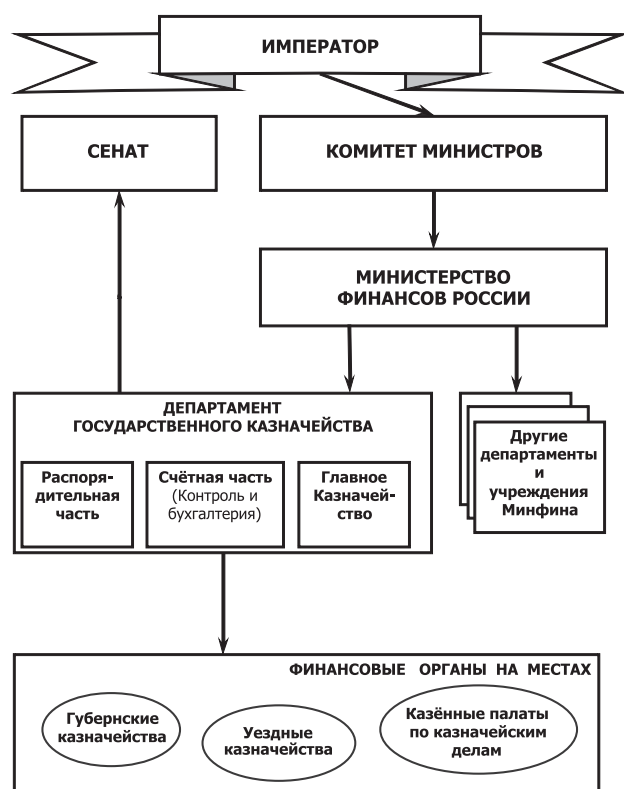 ИМПЕРАТОР
СЕНАТ
КОМИТЕТ МИНИСТРОВ
МИНИСТЕРСТВО
ФИНАНСОВ РОССИИ
ДЕПАРТАМЕНТ
ГОСУДАРСТВЕННОГО КАЗНАЧЕЙСТВА
Распоря-
дительная
часть
Счётная часть
(Контроль и
бухгалтерия)
Главное
Казначей-
ство
Другие
департаменты
и
учреждения
Минфина
ФИНАНСОВЫЕ ОРГАНЫ НА МЕСТАХ
Губернские
казначейства
Уездные
казначейства
Казённые палаты
по казначейским
делам